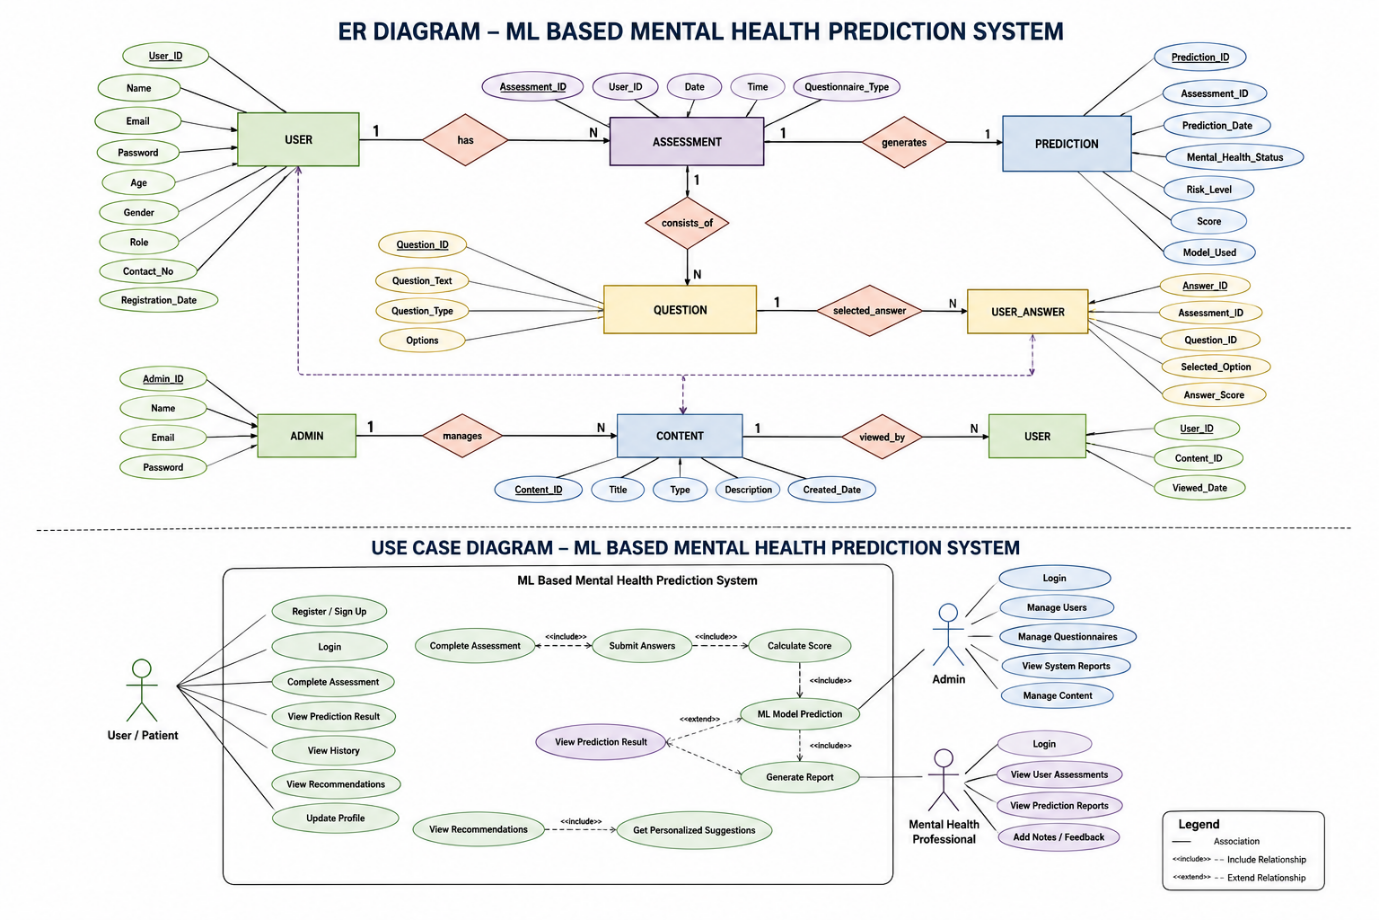 ER DIAGRAM – ML BASED MENTAL HEALTH PREDICTION SYSTEM
User_ID
Name
Email
Password
Age
Gender
Role
Contact_No
Registration_Date
USER
1
has
N
Assessment_ID
User_ID
Date
Time
Questionnaire_Type
ASSESSMENT
1
generates
1
PREDICTION
Prediction_ID
Assessment_ID
Prediction_Date
Mental_Health_Status
Risk_Level
Score
Model_Used
1
consists_of
N
Question_ID
Question_Text
Question_Type
Options
QUESTION
1
selected_answer
N
USER_ANSWER
Answer_ID
Assessment_ID
Question_ID
Selected_Option
Answer_Score
Admin_ID
Name
Email
Password
ADMIN
1
manages
N
CONTENT
Content_ID
Title
Type
Description
Created_Date
1
viewed_by
N
USER
User_ID
Content_ID
Viewed_Date
USE CASE DIAGRAM – ML BASED MENTAL HEALTH PREDICTION SYSTEM
ML Based Mental Health Prediction System
User / Patient
Register / Sign Up
Login
Complete Assessment
View Prediction Result
View History
View Recommendations
Update Profile
Complete Assessment
<<include>>
Submit Answers
<<include>>
Calculate Score
<<include>>
ML Model Prediction
<<extend>>
View Prediction Result
<<include>>
Generate Report
View Recommendations
<<include>>
Get Personalized Suggestions
Admin
Login
Manage Users
Manage Questionnaires
View System Reports
Manage Content
Mental Health
Professional
Login
View User Assessments
View Prediction Reports
Add Notes / Feedback
Legend
Association
<<include>> Include Relationship
<<extend>> Extend Relationship